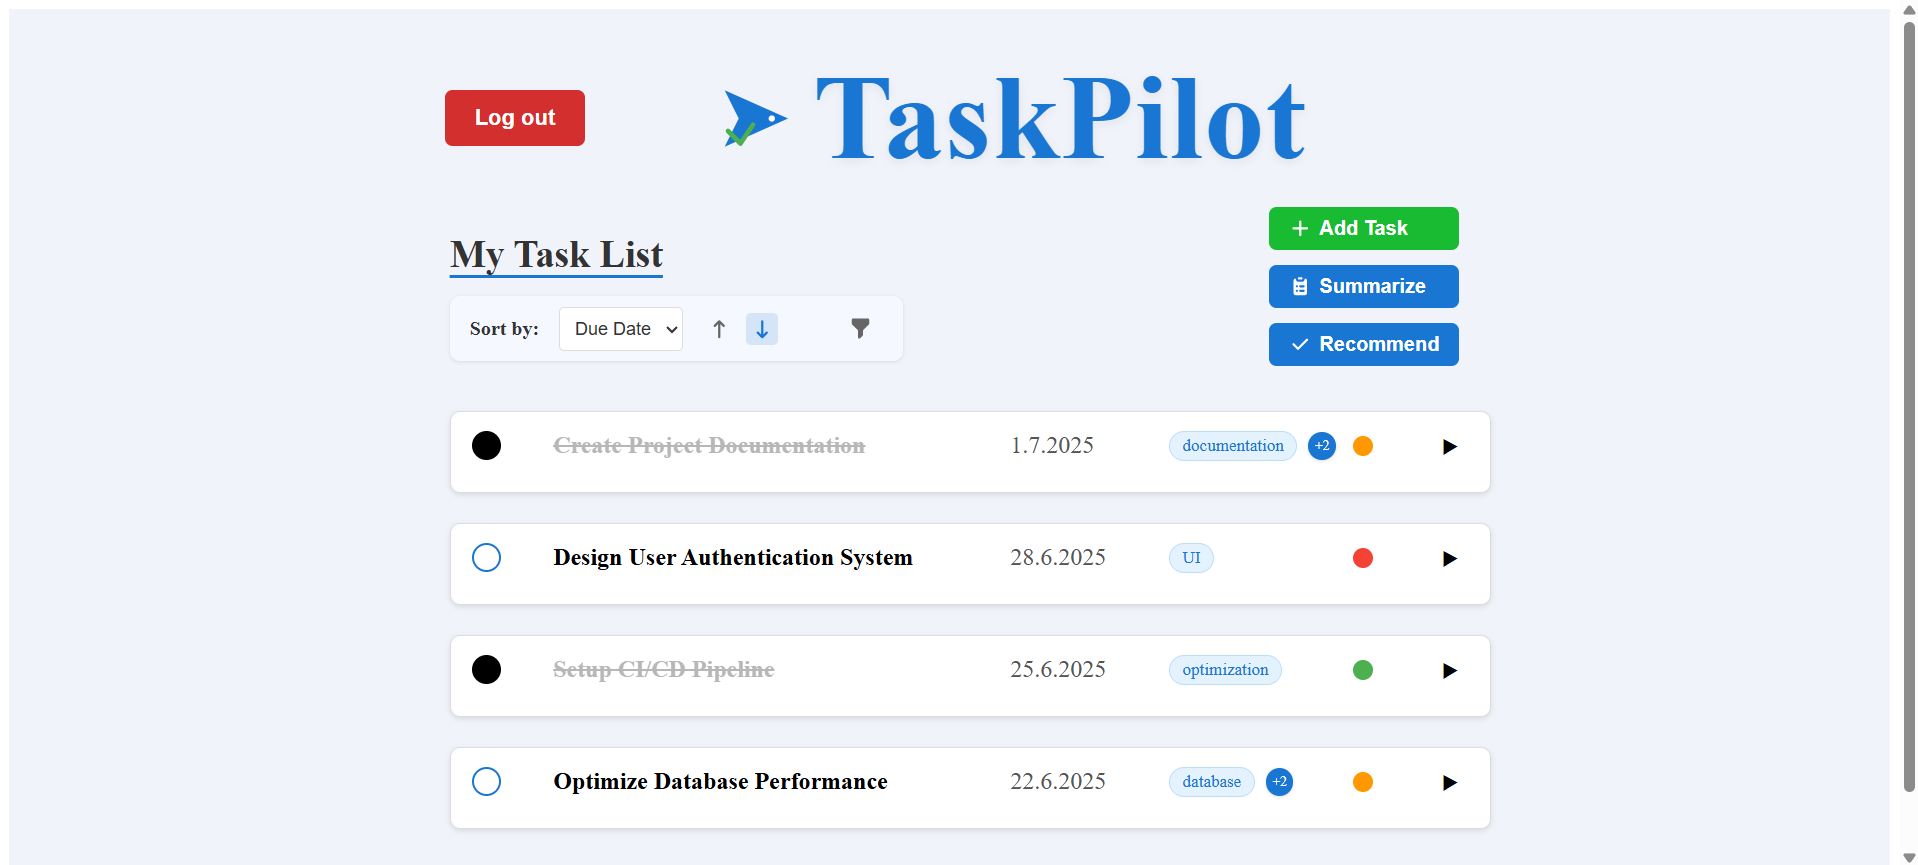 Log out
TaskPilot
My Task List
Add Task
Summarize
Recommend
Sort by: Due Date
Create Project Documentation 1.7.2025 documentation +2
Design User Authentication System 28.6.2025 UI
Setup CI/CD Pipeline 25.6.2025 optimization
Optimize Database Performance 22.6.2025 database +2